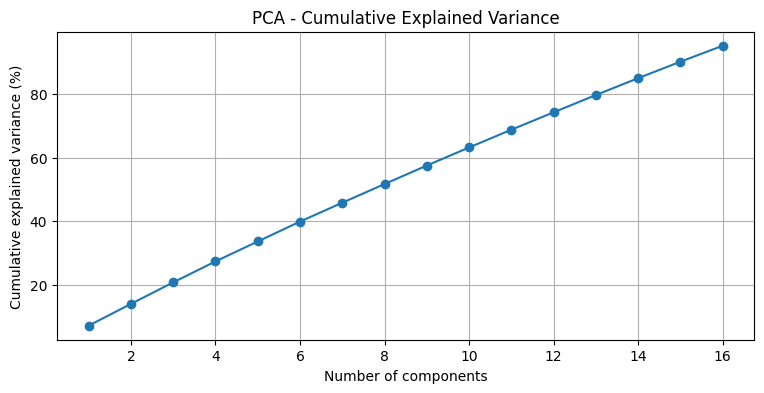 PCA - Cumulative Explained Variance
Cumulative explained variance (%)
80
60
40
20
2 4 6 8 10 12 14 16
Number of components